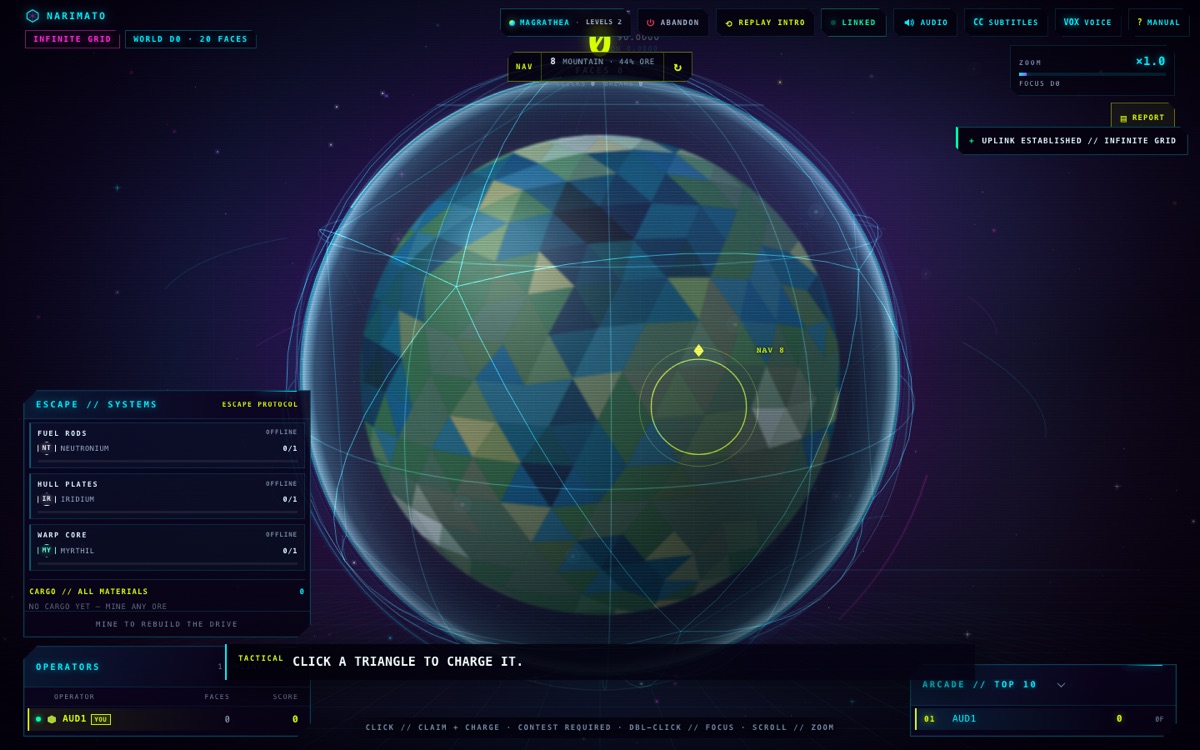 NARIMATO
INFINITE GRID
WORLD D0 · 20 FACES
MAGRATHEA · LEVELS 2
ABANDON
REPLAY INTRO
LINKED
AUDIO
CC SUBTITLES
VOX VOICE
? MANUAL
NAV
8 MOUNTAIN · 44% ORE
ZOOM
×1.0
FOCUS D0
REPORT
+ UPLINK ESTABLISHED // INFINITE GRID
NAV 8
ESCAPE // SYSTEMS
ESCAPE PROTOCOL
FUEL RODS
OFFLINE
NT NEUTRONIUM
0/1
HULL PLATES
OFFLINE
IR IRIDIUM
0/1
WARP CORE
OFFLINE
MY MYRTHIL
0/1
CARGO // ALL MATERIALS
0
NO CARGO YET — MINE ANY ORE
MINE TO REBUILD THE DRIVE
OPERATORS
1
OPERATOR FACES SCORE
AUD1 YOU 0 0
TACTICAL CLICK A TRIANGLE TO CHARGE IT.
CLICK // CLAIM + CHARGE · CONTEST REQUIRED · DBL-CLICK // FOCUS · SCROLL // ZOOM
ARCADE // TOP 10
01 AUD1 0 0F